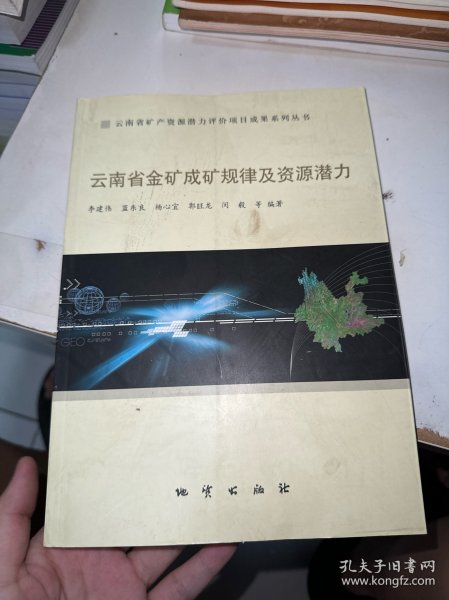 云南省矿产资源潜力评价项目成果系列丛书
云南省金矿成矿规律及资源潜力
李建伟 蓝朱良 杨心宜 郭旺龙 闵毅 等 编著
GEO
地质出版社
孔夫子旧书网
www.kongfz.com